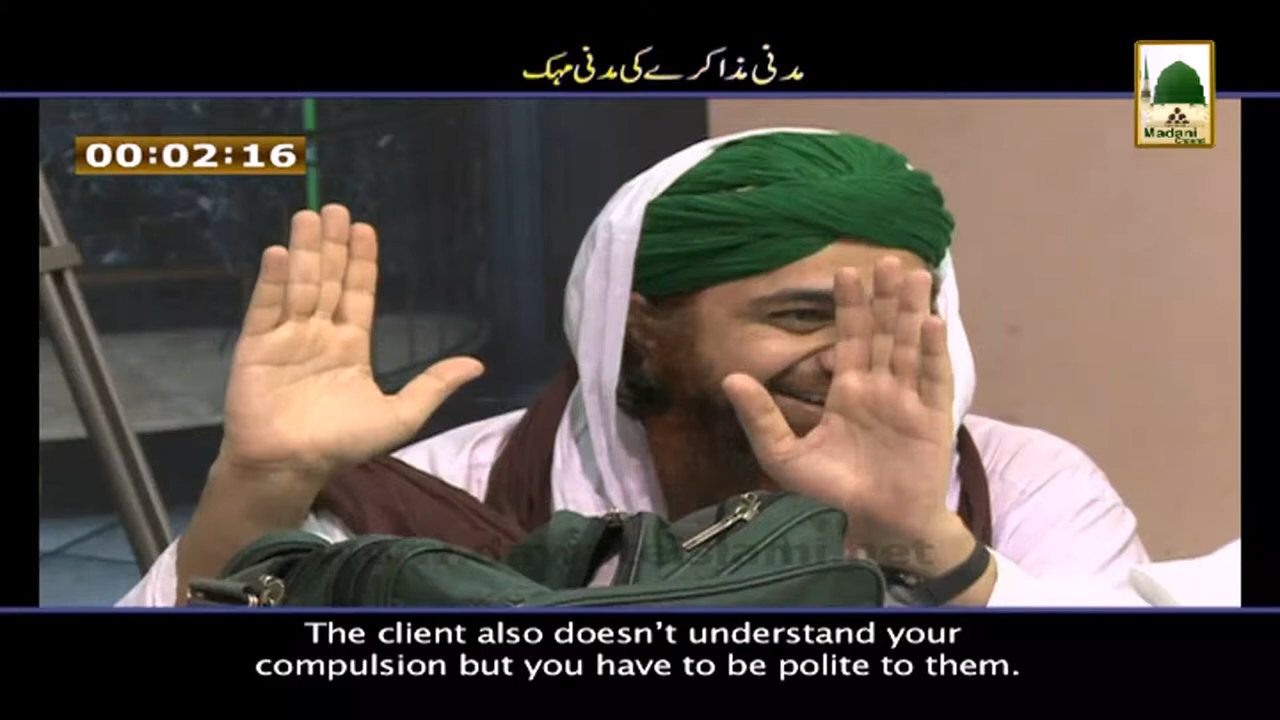 مدنی مذاکرے کی مدنی مہک
Madani
Channel
00:02:16
The client also doesn't understand your
compulsion but you have to be polite to them.